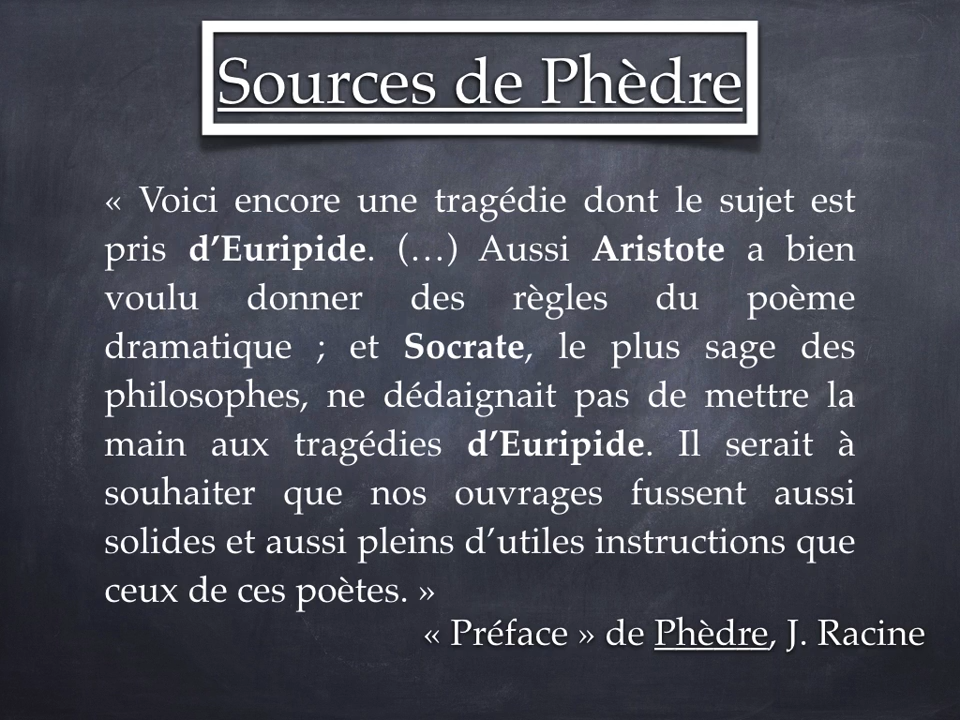 Sources de Phèdre
« Voici encore une tragédie dont le sujet est
pris d’Euripide. (…) Aussi Aristote a bien
voulu donner des règles du poème
dramatique ; et Socrate, le plus sage des
philosophes, ne dédaignait pas de mettre la
main aux tragédies d’Euripide. Il serait à
souhaiter que nos ouvrages fussent aussi
solides et aussi pleins d’utiles instructions que
ceux de ces poètes. »
« Préface » de Phèdre, J. Racine